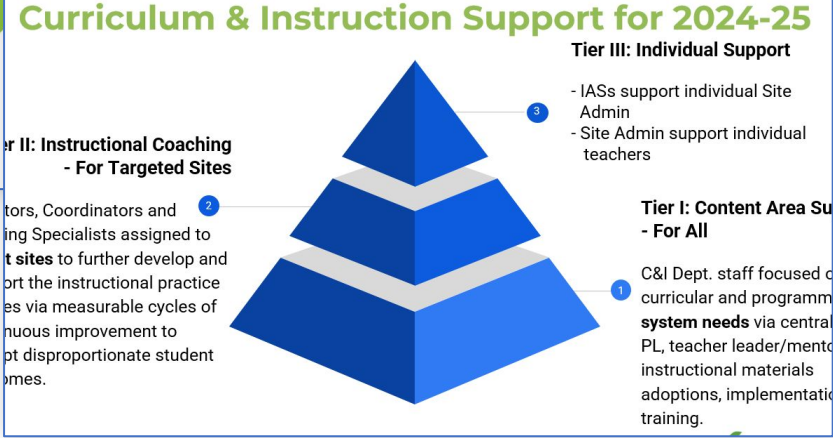 Curriculum & Instruction Support for 2024-25
Tier III: Individual Support
- IASs support individual Site
Admin
- Site Admin support individual
teachers
3
er II: Instructional Coaching
- For Targeted Sites
tors, Coordinators and
ing Specialists assigned to
t sites to further develop and
ort the instructional practice
es via measurable cycles of
nuous improvement to
pt disproportionate student
omes.
2
Tier I: Content Area Su
- For All
C&I Dept. staff focused o
curricular and programm
system needs via central
PL, teacher leader/mento
instructional materials
adoptions, implementatio
training.
1